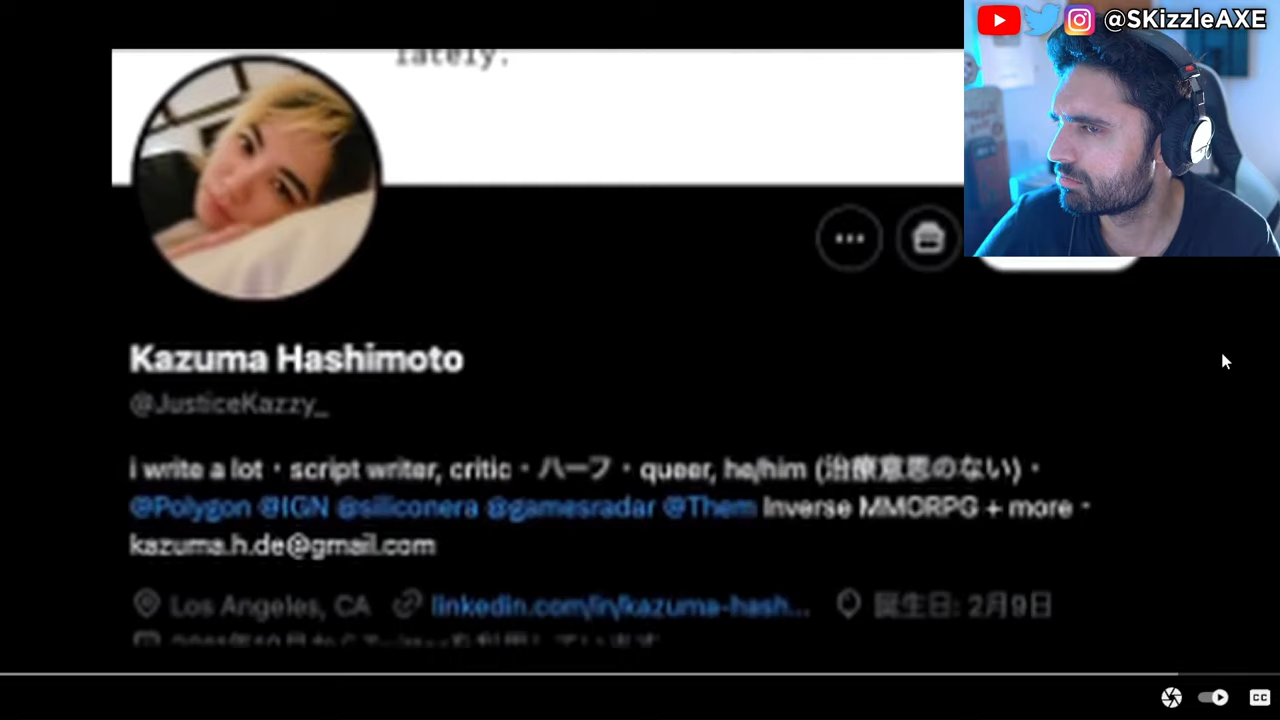 @SKizzleAXE
lately.
Kazuma Hashimoto
@JusticeKazzy_
i write a lot・script writer, critic・ハーフ・queer, he/him (治療意思のない)・
@Polygon @IGN @siliconera @gamesradar @Them Inverse MMORPG + more・
kazuma.h.de@gmail.com
Los Angeles, CA linkedin.com/in/kazuma-hash... 誕生日: 2月9日
CC